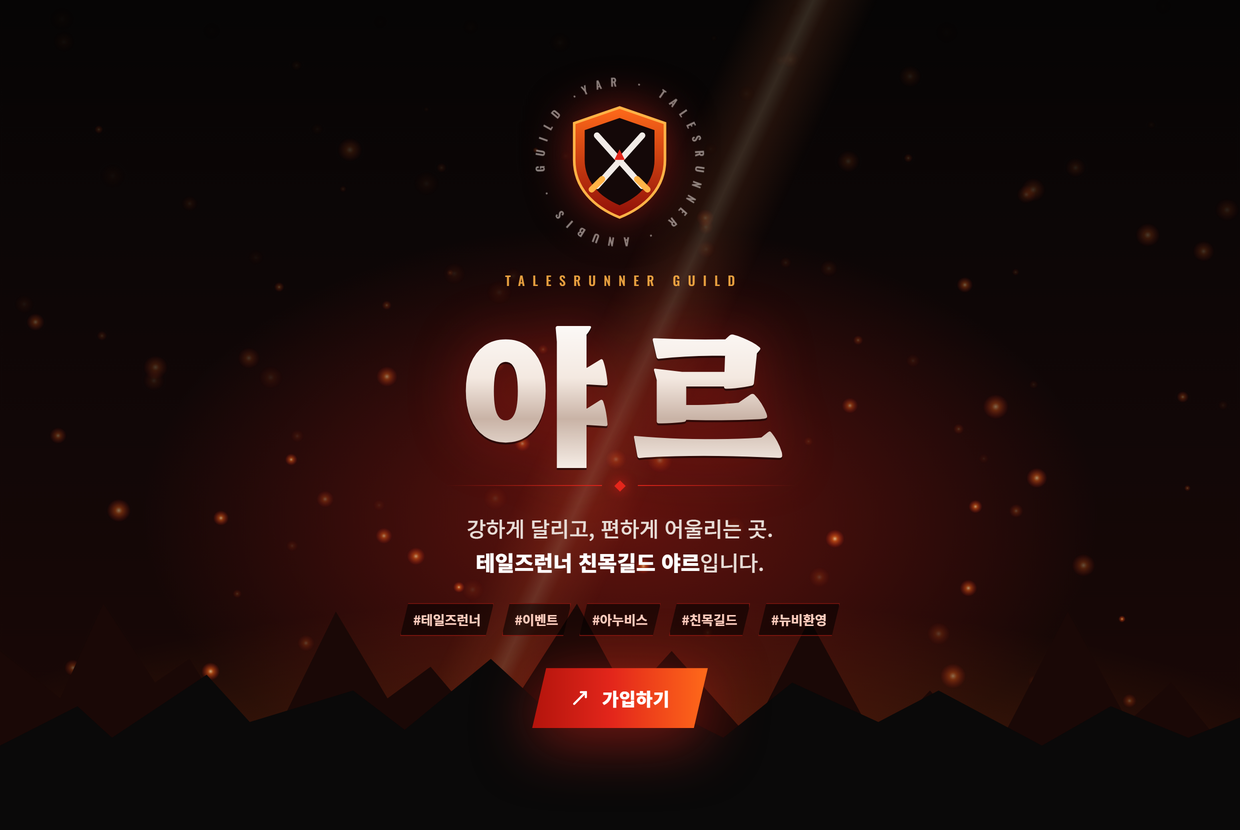 YAR · TALESRUNNER · ANUBIS · GUILD ·
TALESRUNNER GUILD
야르
강하게 달리고, 편하게 어울리는 곳.
테일즈런너 친목길드 야르입니다.
#테일즈런너 #이벤트 #아누비스 #친목길드 #뉴비환영
↗ 가입하기